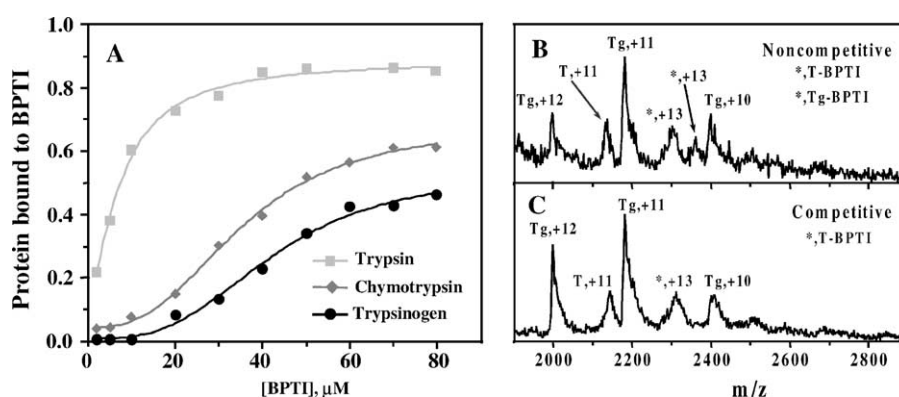 A
Protein bound to BPTI
1.0
0.8
0.6
0.4
0.2
0.0
0 20 40 60 80
[BPTI], μM
Trypsin
Chymotrypsin
Trypsinogen
B
Noncompetitive
*,T-BPTI
*,Tg-BPTI
Tg,+12
T,+11
Tg,+11
*,+13
*,+13
Tg,+10
C
Competitive
*,T-BPTI
Tg,+12
T,+11
Tg,+11
*,+13
Tg,+10
2000 2200 2400 2600 2800
m/z